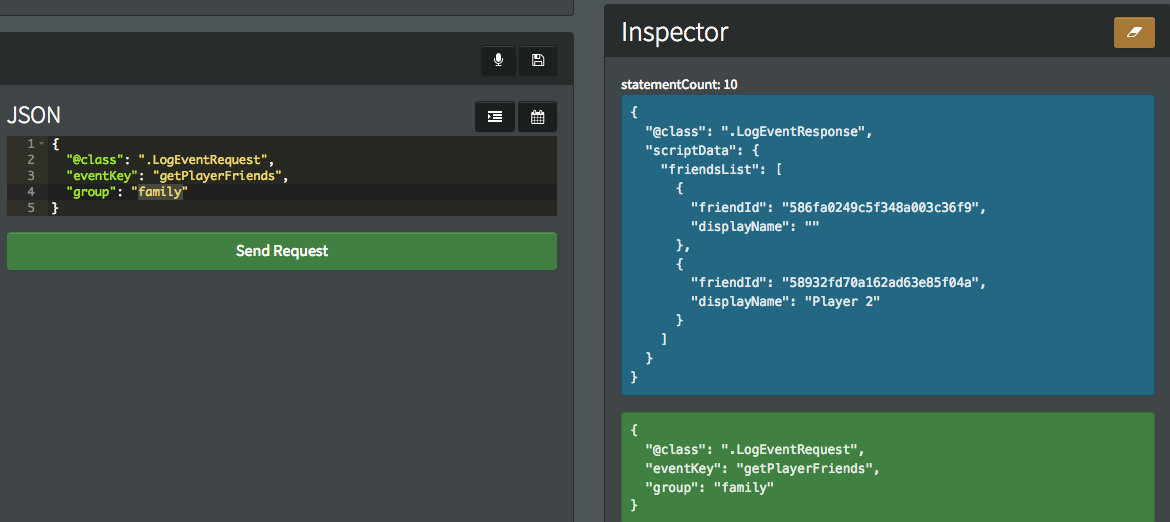 JSON
1 {
2 "@class": ".LogEventRequest",
3 "eventKey": "getPlayerFriends",
4 "group": "family"
5 }
Send Request
Inspector
statementCount: 10
{
"@class": ".LogEventResponse",
"scriptData": {
"friendsList": [
{
"friendId": "586fa0249c5f348a003c36f9",
"displayName": ""
},
{
"friendId": "58932fd70a162ad63e85f04a",
"displayName": "Player 2"
}
]
}
}
{
"@class": ".LogEventRequest",
"eventKey": "getPlayerFriends",
"group": "family"
}